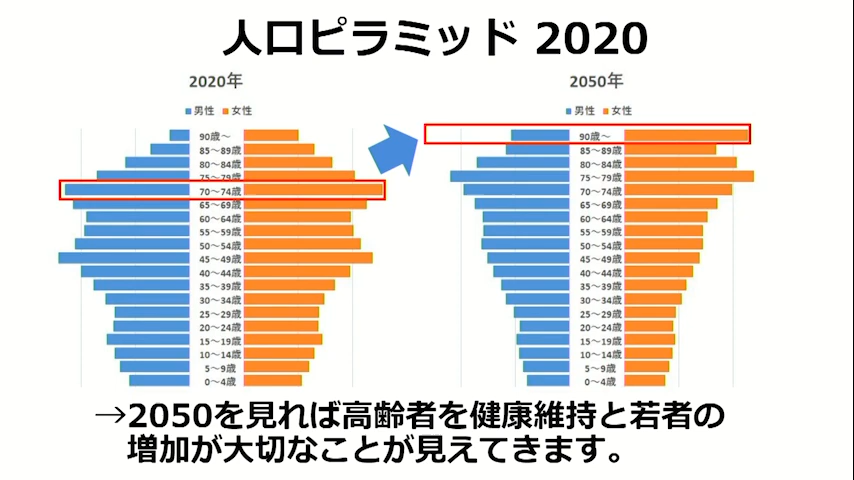 人口ピラミッド 2020
2020年
男性 女性
90歳～
85～89歳
80～84歳
75～79歳
70～74歳
65～69歳
60～64歳
55～59歳
50～54歳
45～49歳
40～44歳
35～39歳
30～34歳
25～29歳
20～24歳
15～19歳
10～14歳
5～9歳
0～4歳
2050年
男性 女性
90歳～
85～89歳
80～84歳
75～79歳
70～74歳
65～69歳
60～64歳
55～59歳
50～54歳
45～49歳
40～44歳
35～39歳
30～34歳
25～29歳
20～24歳
15～19歳
10～14歳
5～9歳
0～4歳
→2050を見れば高齢者を健康維持と若者の
増加が大切なことが見えてきます。